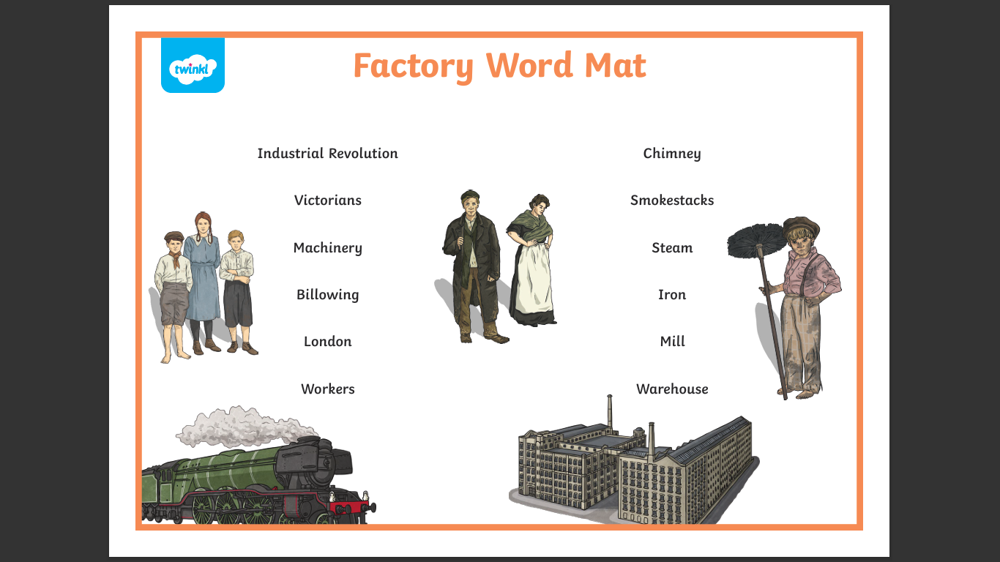 twinkl
Factory Word Mat
Industrial Revolution
Victorians
Machinery
Billowing
London
Workers
Chimney
Smokestacks
Steam
Iron
Mill
Warehouse